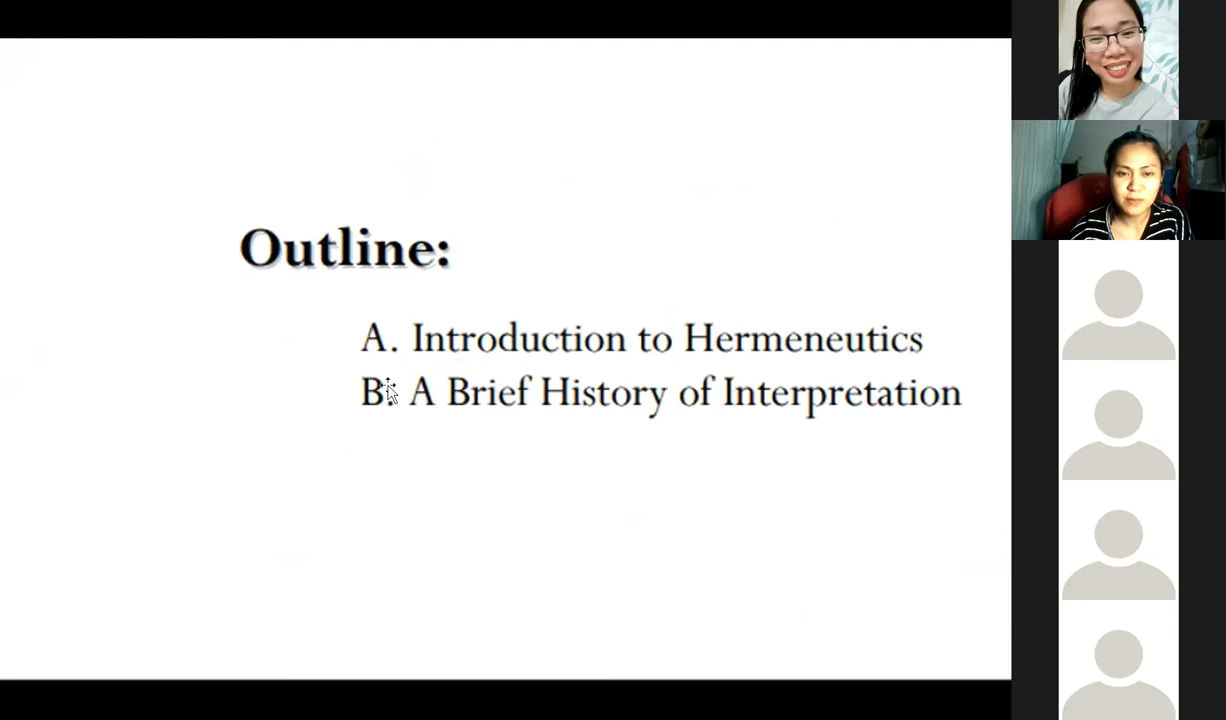 Outline:
A. Introduction to Hermeneutics
B. A Brief History of Interpretation